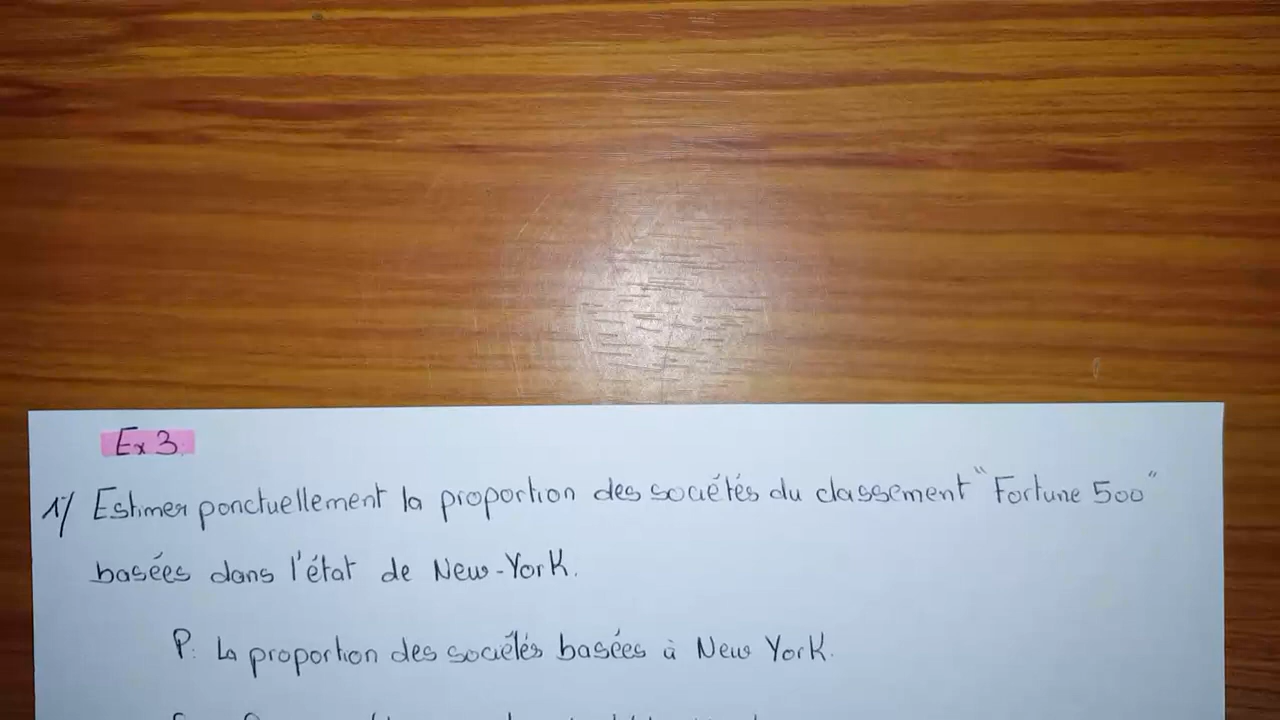 Ex 3.
1°/ Estimer ponctuellement la proportion des sociétés du classement "Fortune 500"
basées dans l'état de New-York.
P: La proportion des sociétés basées à New York.